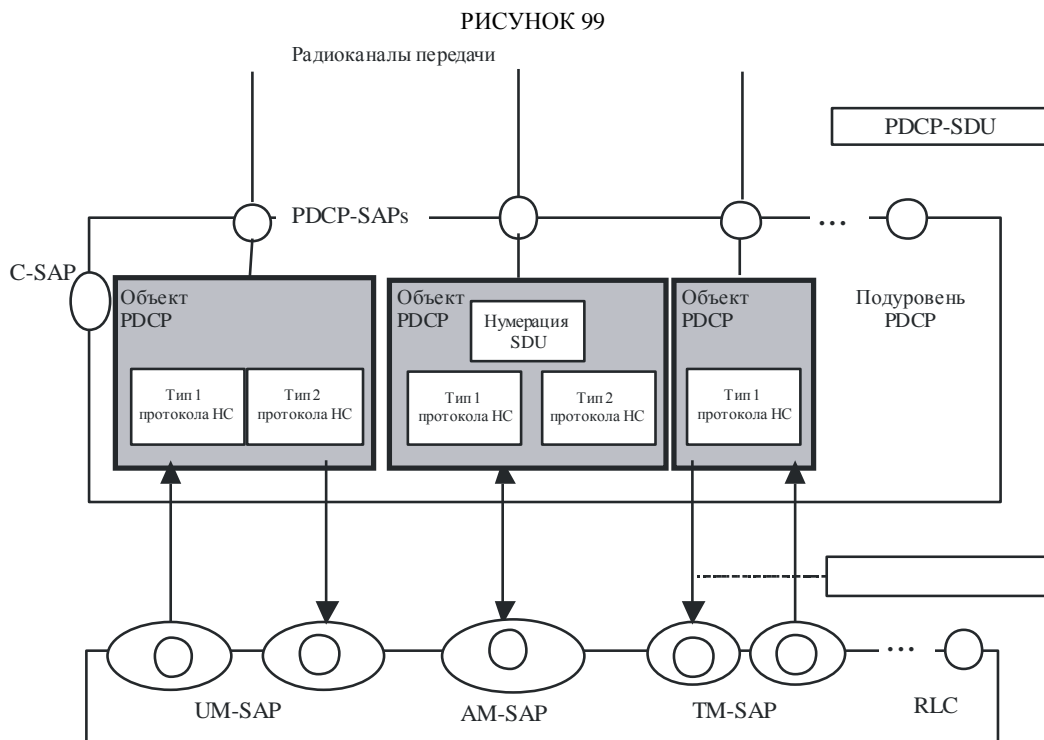 РИСУНОК 99
Радиоканалы передачи
PDCP-SDU
PDCP-SAPs
...
C-SAP
Объект
PDCP
Тип 1
протокола НС
Тип 2
протокола НС
Объект
PDCP
Нумерация
SDU
Тип 1
протокола НС
Тип 2
протокола НС
Объект
PDCP
Тип 1
протокола НС
Подуровень
PDCP
...
UM-SAP
AM-SAP
TM-SAP
RLC